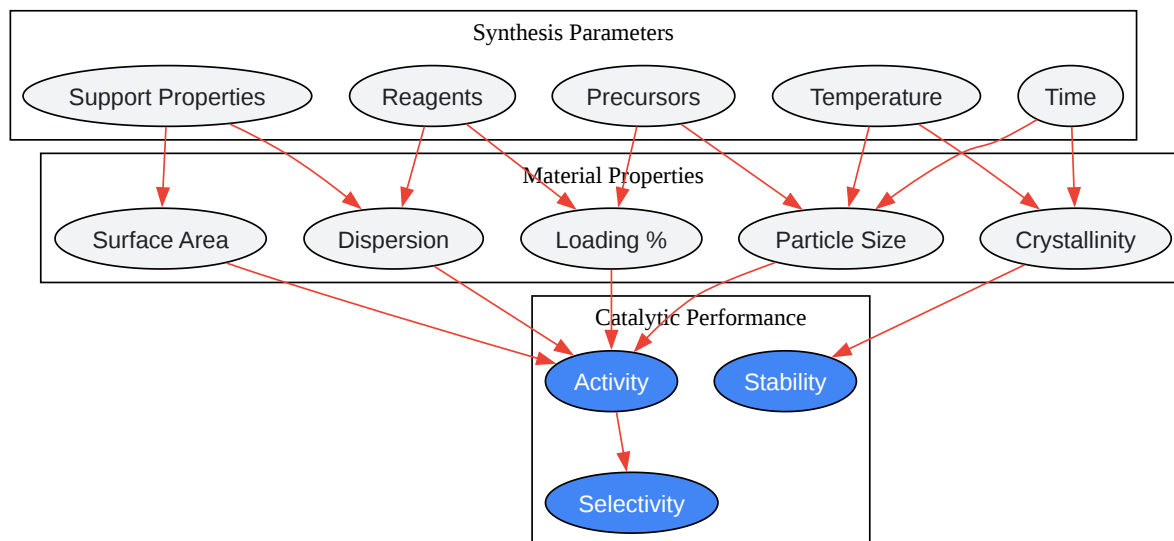 Synthesis Parameters
Support Properties
Reagents
Precursors
Temperature
Time
Material Properties
Surface Area
Dispersion
Loading %
Particle Size
Crystallinity
Catalytic Performance
Activity
Stability
Selectivity